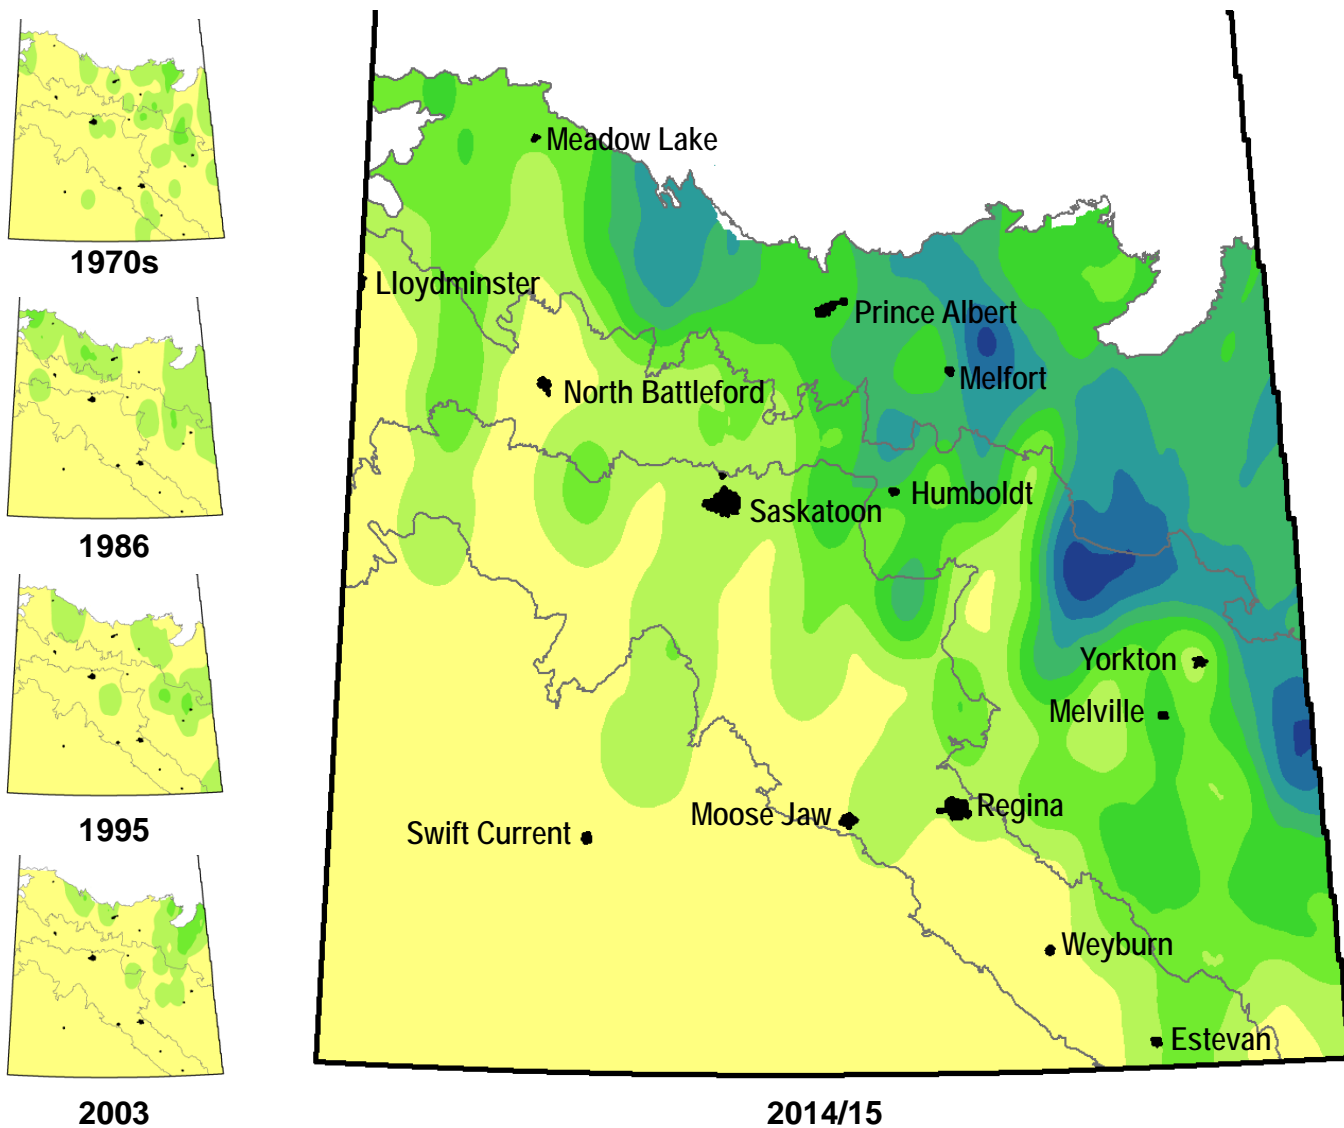 1970s
1986
1995
2003
Meadow Lake
Lloydminster
Prince Albert
Melfort
North Battleford
Humboldt
Saskatoon
Yorkton
Melville
Regina
Moose Jaw
Swift Current
Weyburn
Estevan
2014/15